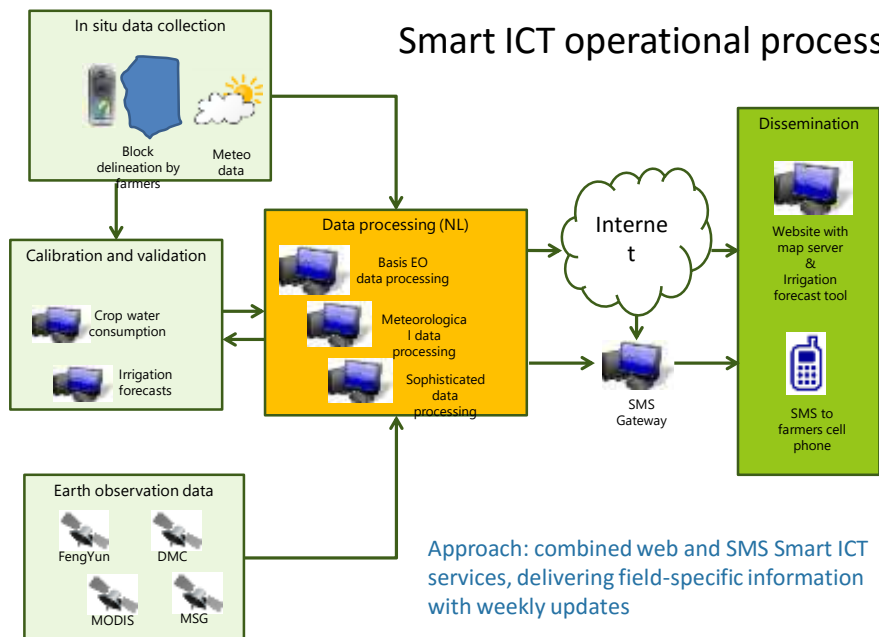 Smart ICT operational process
In situ data collection
Block
delineation by
farmers
Meteo
data
Calibration and validation
Crop water
consumption
Irrigation
forecasts
Data processing (NL)
Basis EO
data processing
Meteorologica
l data
processing
Sophisticated
data
processing
Interne
t
SMS
Gateway
Dissemination
Website with
map server
&
Irrigation
forecast tool
SMS to
farmers cell
phone
Earth observation data
FengYun
DMC
MODIS
MSG
Approach: combined web and SMS Smart ICT
services, delivering field-specific information
with weekly updates